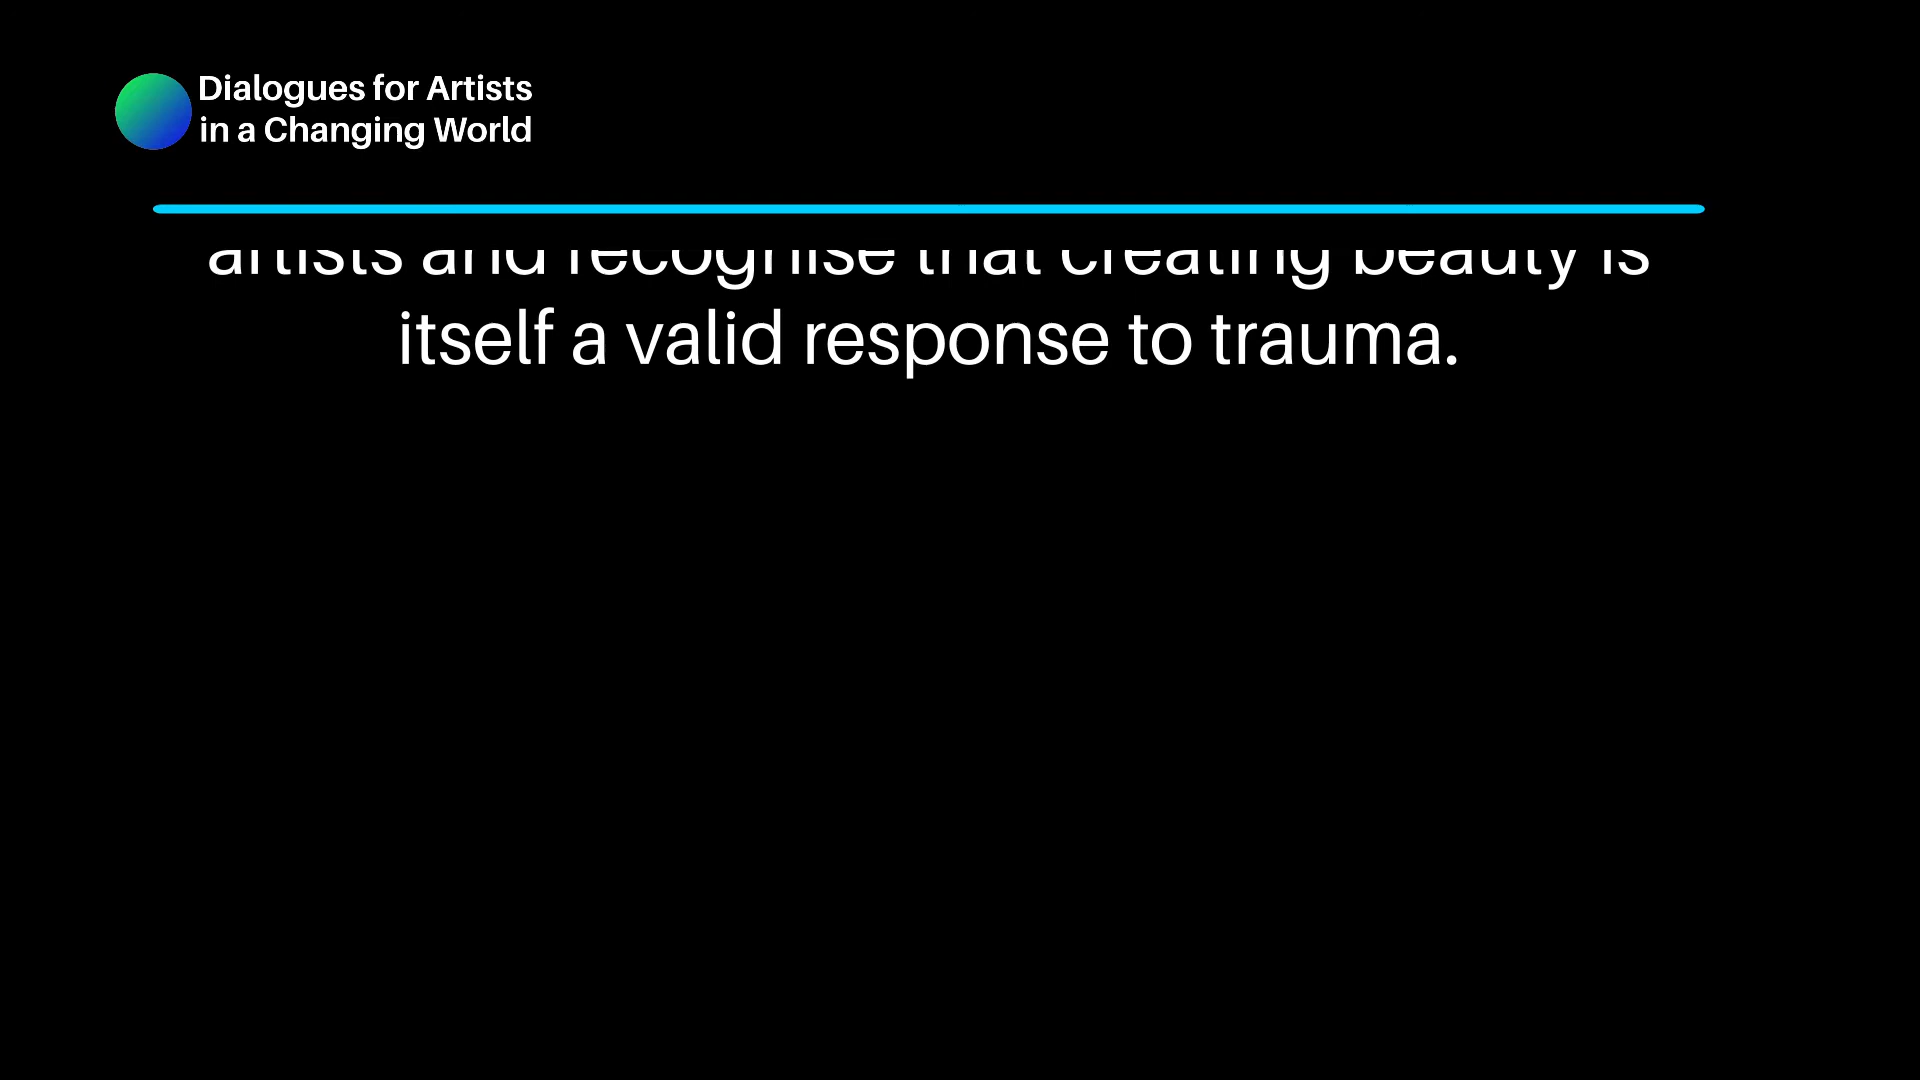 Dialogues for Artists
in a Changing World
artists and recognise that creating beauty is
itself a valid response to trauma.